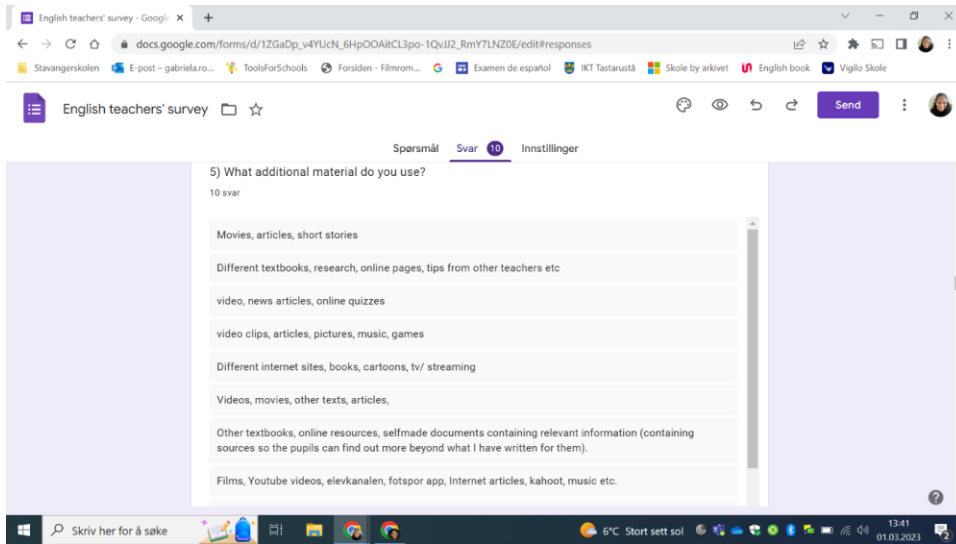 English teachers' survey - Google
docs.google.com/forms/d/1ZGaDp_v4YUcN_6HpOOAitCL3po-1QvJJ2_RmY7LNZ0E/edit#responses
Stavangerskolen E-post – gabriela.ro... ToolsForSchools Forsiden - Filmrom... Examen de español IKT Tastarustå Skole by arkivet English book Vigilo Skole
English teachers' survey Send
Spørsmål Svar 10 Innstillinger
5) What additional material do you use?
10 svar
Movies, articles, short stories
Different textbooks, research, online pages, tips from other teachers etc
video, news articles, online quizzes
video clips, articles, pictures, music, games
Different internet sites, books, cartoons, tv/ streaming
Videos, movies, other texts, articles,
Other textbooks, online resources, selfmade documents containing relevant information (containing
sources so the pupils can find out more beyond what I have written for them).
Films, Youtube videos, elevkanalen, fotspor app, Internet articles, kahoot, music etc.
Skriv her for å søke 6°C Stort sett sol 13:41
01.03.2023 2